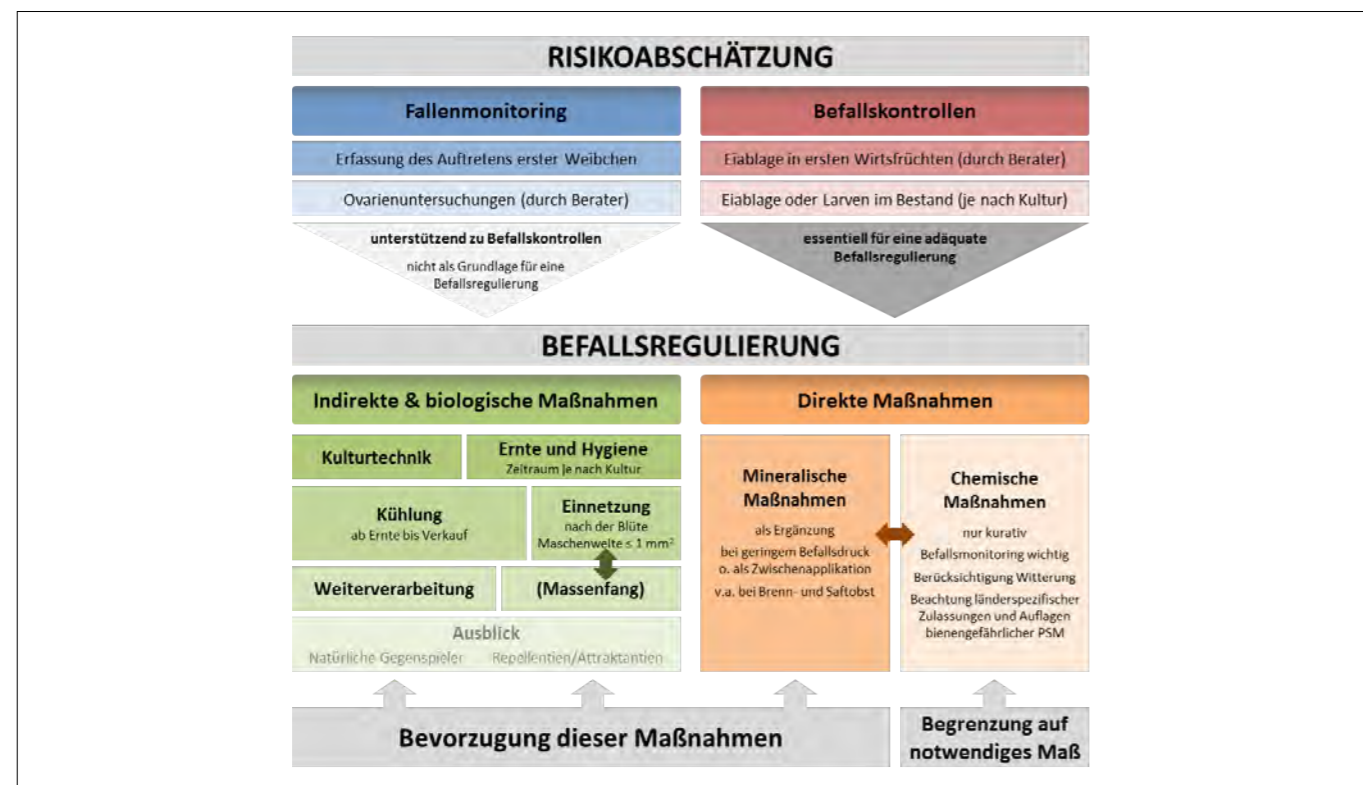 RISIKOABSCHÄTZUNG
Fallenmonitoring
Erfassung des Auftretens erster Weibchen
Ovarienuntersuchungen (durch Berater)
unterstützend zu Befallskontrollen
nicht als Grundlage für eine
Befallsregulierung
Befallskontrollen
Eiablage in ersten Wirtsfrüchten (durch Berater)
Eiablage oder Larven im Bestand (je nach Kultur)
essentiell für eine adäquate
Befallsregulierung
BEFALLSREGULIERUNG
Indirekte & biologische Maßnahmen
Kulturtechnik
Ernte und Hygiene
Zeitraum je nach Kultur
Kühlung
ab Ernte bis Verkauf
Einnetzung
nach der Blüte
Maschenweite ≤ 1 mm²
Weiterverarbeitung
(Massenfang)
Ausblick
Natürliche Gegenspieler
Repellentien/Attraktantien
Direkte Maßnahmen
Mineralische
Maßnahmen
als Ergänzung
bei geringem Befallsdruck
o. als Zwischenapplikation
v.a. bei Brenn- und Saftobst
Chemische
Maßnahmen
nur kurativ
Befallsmonitoring wichtig
Berücksichtigung Witterung
Beachtung länderspezifischer
Zulassungen und Auflagen
bienengefährlicher PSM
Bevorzugung dieser Maßnahmen
Begrenzung auf
notwendiges Maß